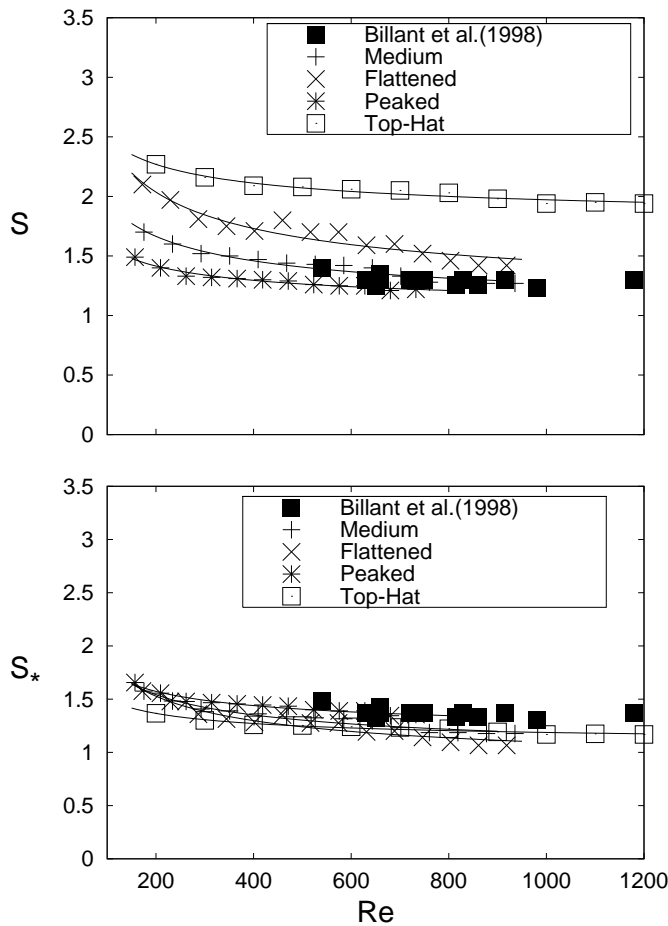 3.5
3
2.5
2
1.5
1
0.5
0
S
Billant et al.(1998)
Medium
Flattened
Peaked
Top-Hat
3.5
3
2.5
2
1.5
1
0.5
0
S*
Billant et al.(1998)
Medium
Flattened
Peaked
Top-Hat
200 400 600 800 1000 1200
Re